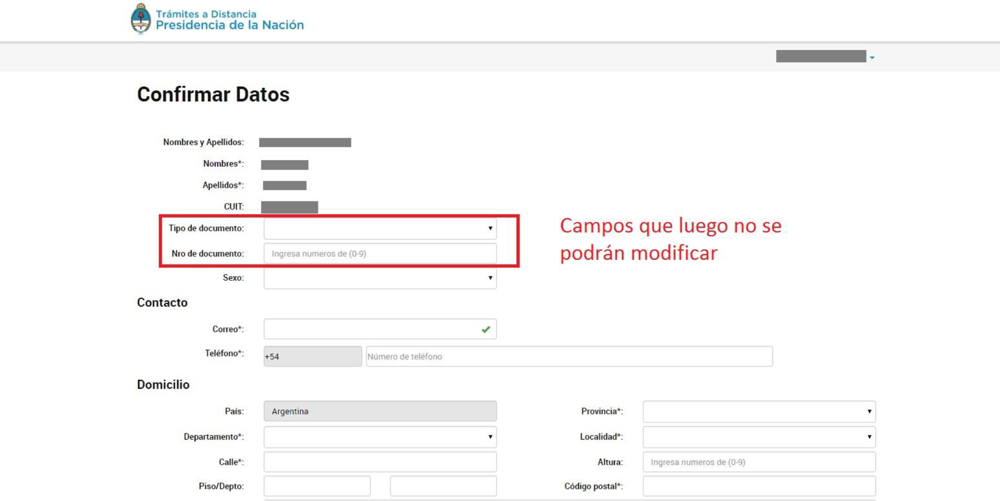 Trámites a Distancia
Presidencia de la Nación
Confirmar Datos
Nombres y Apellidos:
Nombres*:
Apellidos*:
CUIT:
Tipo de documento:
Nro de documento: Ingresa numeros de (0-9)
Campos que luego no se
podrán modificar
Sexo:
Contacto
Correo*:
Teléfono*: +54 Número de teléfono
Domicilio
País: Argentina Provincia*:
Departamento*: Localidad*:
Calle*: Altura: Ingresa numeros de (0-9)
Piso/Depto: Código postal*: